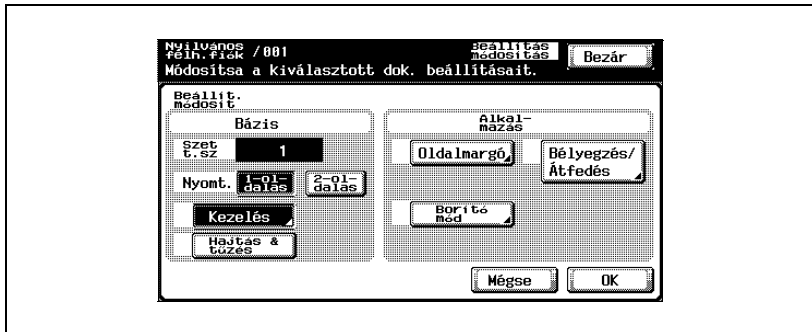 Nyilvános félh.fiók /001
Beállítás módosítás
Bezár
Módosítsa a kiválasztott dok. beállításait.
Beállít. módosít
Bázis
Alkal-
mazás
Szet t.sz
1
Oldalmargó
Bélyegzés/
Átfedés
Nyomt.
1-ol-
dalas
2-ol-
dalas
Kezelés
Borító mód
Hajtás &
tűzés
Mégse
OK